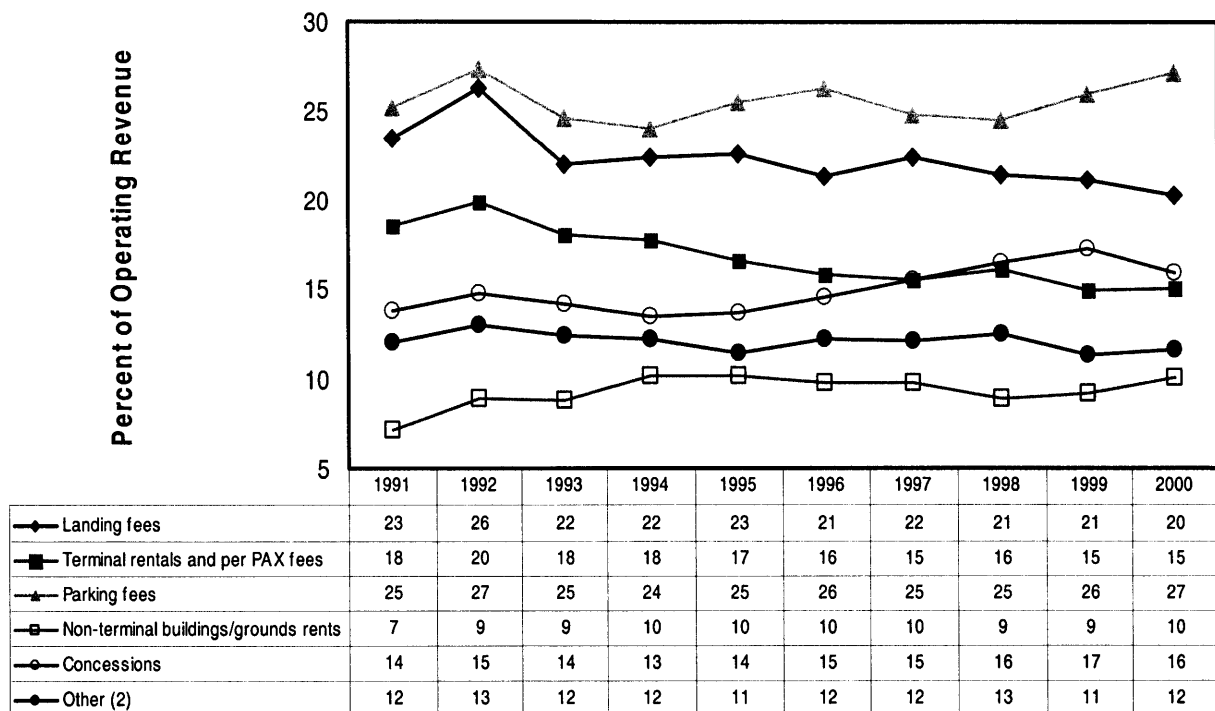 Percent of Operating Revenue
30
25
20
15
10
5
1991 1992 1993 1994 1995 1996 1997 1998 1999 2000
Landing fees 23 26 22 22 23 21 22 21 21 20
Terminal rentals and per PAX fees 18 20 18 18 17 16 15 16 15 15
Parking fees 25 27 25 24 25 26 25 25 26 27
Non-terminal buildings/grounds rents 7 9 9 10 10 10 10 9 9 10
Concessions 14 15 14 13 14 15 15 16 17 16
Other (2) 12 13 12 12 11 12 12 13 11 12